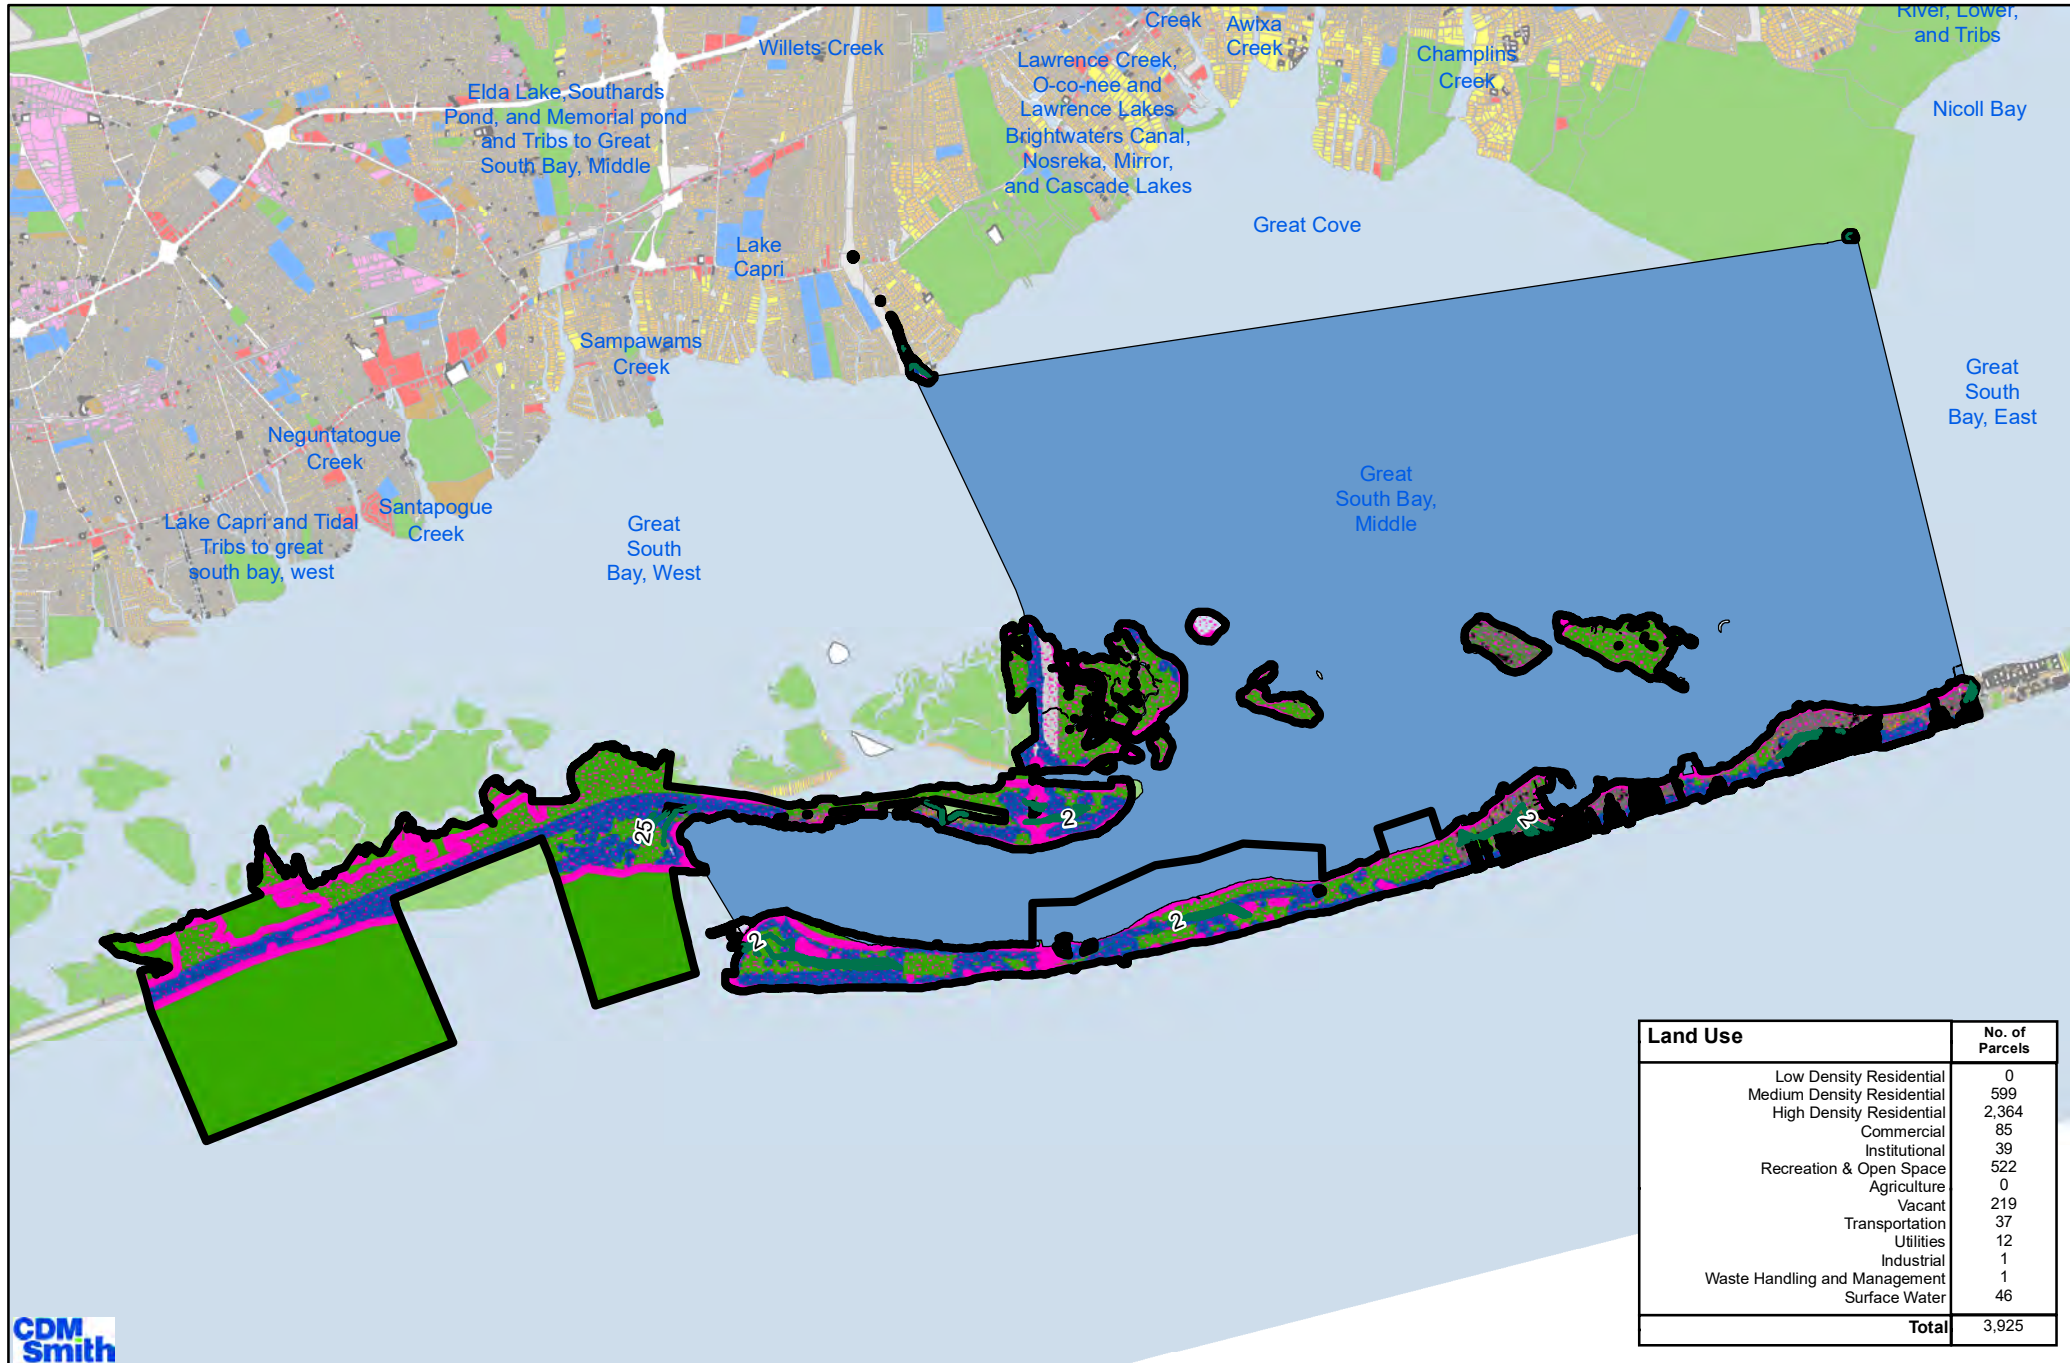 Creek
Awixa
Creek
River, Lower,
and Tribs
Willets Creek
Lawrence Creek,
O-co-nee and
Lawrence Lakes
Champlins
Creek
Elda Lake,Southards
Pond, and Memorial pond
and Tribs to Great
South Bay, Middle
Nicoll Bay
Brightwaters Canal,
Nosreka, Mirror,
and Cascade Lakes
Great Cove
Lake
Capri
Sampawams
Creek
Great
South
Bay, East
Neguntatogue
Creek
Great
South Bay,
Middle
Santapogue
Creek
Lake Capri and Tidal
Tribs to great
south bay, west
Great
South
Bay, West
25
2
2
2
2
Land Use No. of
Parcels
Low Density Residential 0
Medium Density Residential 599
High Density Residential 2,364
Commercial 85
Institutional 39
Recreation & Open Space 522
Agriculture 0
Vacant 219
Transportation 37
Utilities 12
Industrial 1
Waste Handling and Management 1
Surface Water 46
Total 3,925
CDM
Smith